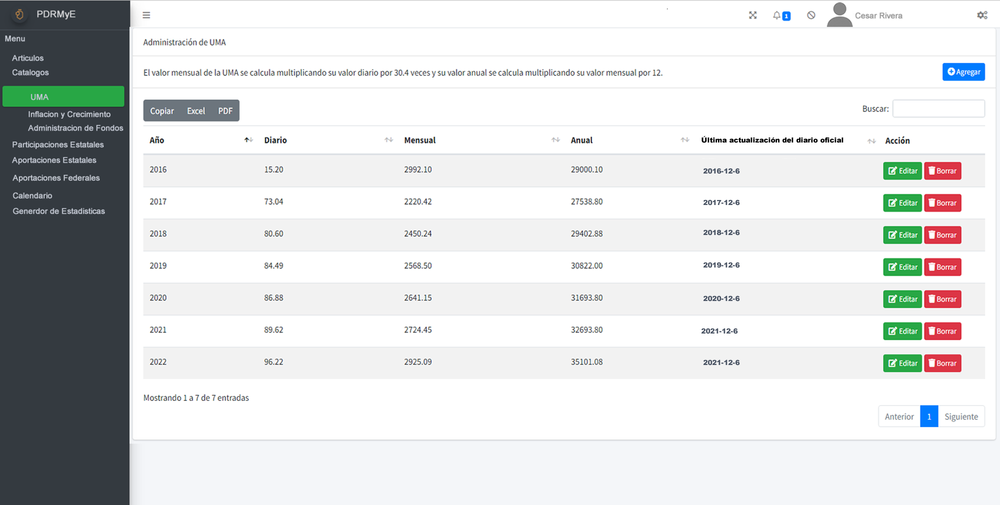 PDRMyE
1
Cesar Rivera
Menu
Articulos
Catalogos
UMA
Inflacion y Crecimiento
Administracion de Fondos
Participaciones Estatales
Aportaciones Estatales
Aportaciones Federales
Calendario
Generdor de Estadisticas
Administración de UMA
El valor mensual de la UMA se calcula multiplicando su valor diario por 30.4 veces y su valor anual se calcula multiplicando su valor mensual por 12.
Agregar
Copiar Excel PDF
Buscar:
Año Diario Mensual Anual Última actualización del diario oficial Acción
2016 15.20 2992.10 29000.10 2016-12-6 Editar Borrar
2017 73.04 2220.42 27538.80 2017-12-6 Editar Borrar
2018 80.60 2450.24 29402.88 2018-12-6 Editar Borrar
2019 84.49 2568.50 30822.00 2019-12-6 Editar Borrar
2020 86.88 2641.15 31693.80 2020-12-6 Editar Borrar
2021 89.62 2724.45 32693.80 2021-12-6 Editar Borrar
2022 96.22 2925.09 35101.08 2021-12-6 Editar Borrar
Mostrando 1 a 7 de 7 entradas
Anterior 1 Siguiente